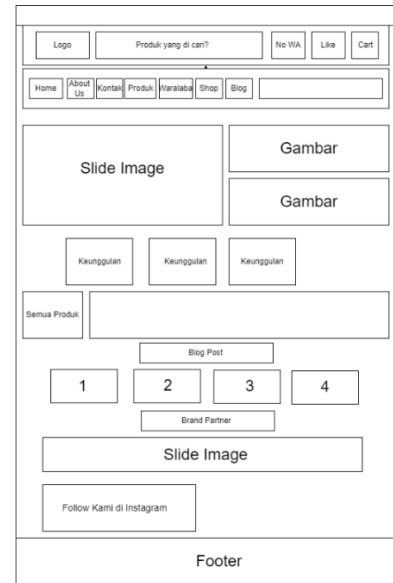 Logo
Produk yang di cari?
No WA
Like
Cart
Home
About
Us
Kontak
Produk
Waralaba
Shop
Blog
Slide Image
Gambar
Gambar
Keunggulan
Keunggulan
Keunggulan
Semua Produk
Blog Post
1
2
3
4
Brand Partner
Slide Image
Follow Kami di Instagram
Footer